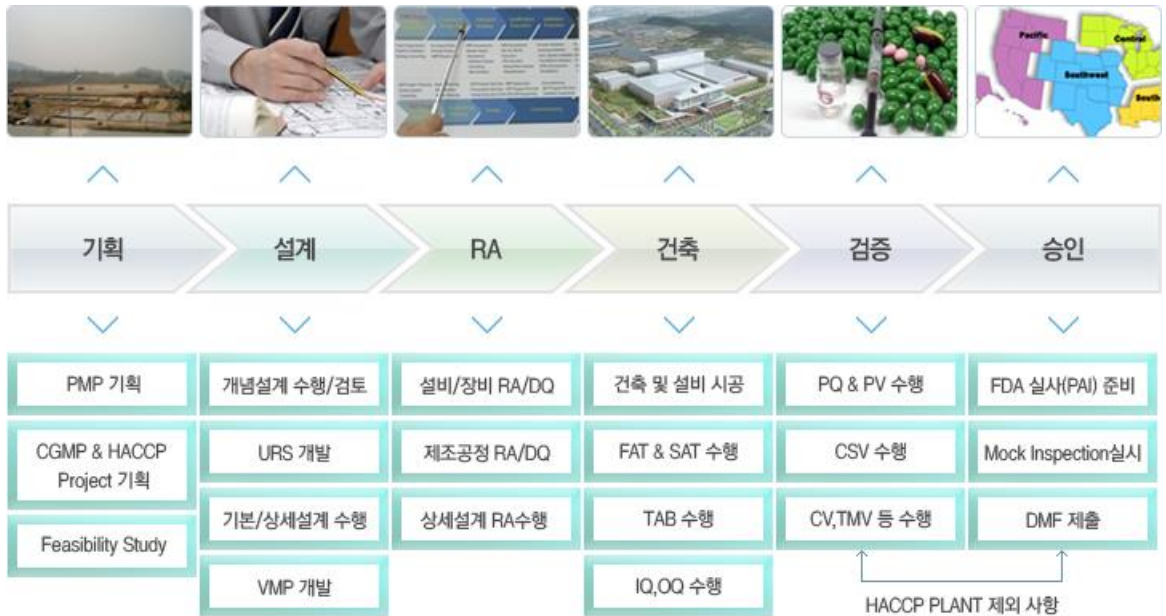 Pacific
Central
Southwest
South
기획
설계
RA
건축
검증
승인
PMP 기획
개념설계 수행/검토
설비/장비 RA/DQ
건축 및 설비 시공
PQ & PV 수행
FDA 실사(PAI) 준비
CGMP & HACCP
Project 기획
URS 개발
제조공정 RA/DQ
FAT & SAT 수행
CSV 수행
Mock Inspection실시
Feasibility Study
기본/상세설계 수행
상세설계 RA수행
TAB 수행
CV,TMV 등 수행
DMF 제출
VMP 개발
IQ,OQ 수행
HACCP PLANT 제외 사항